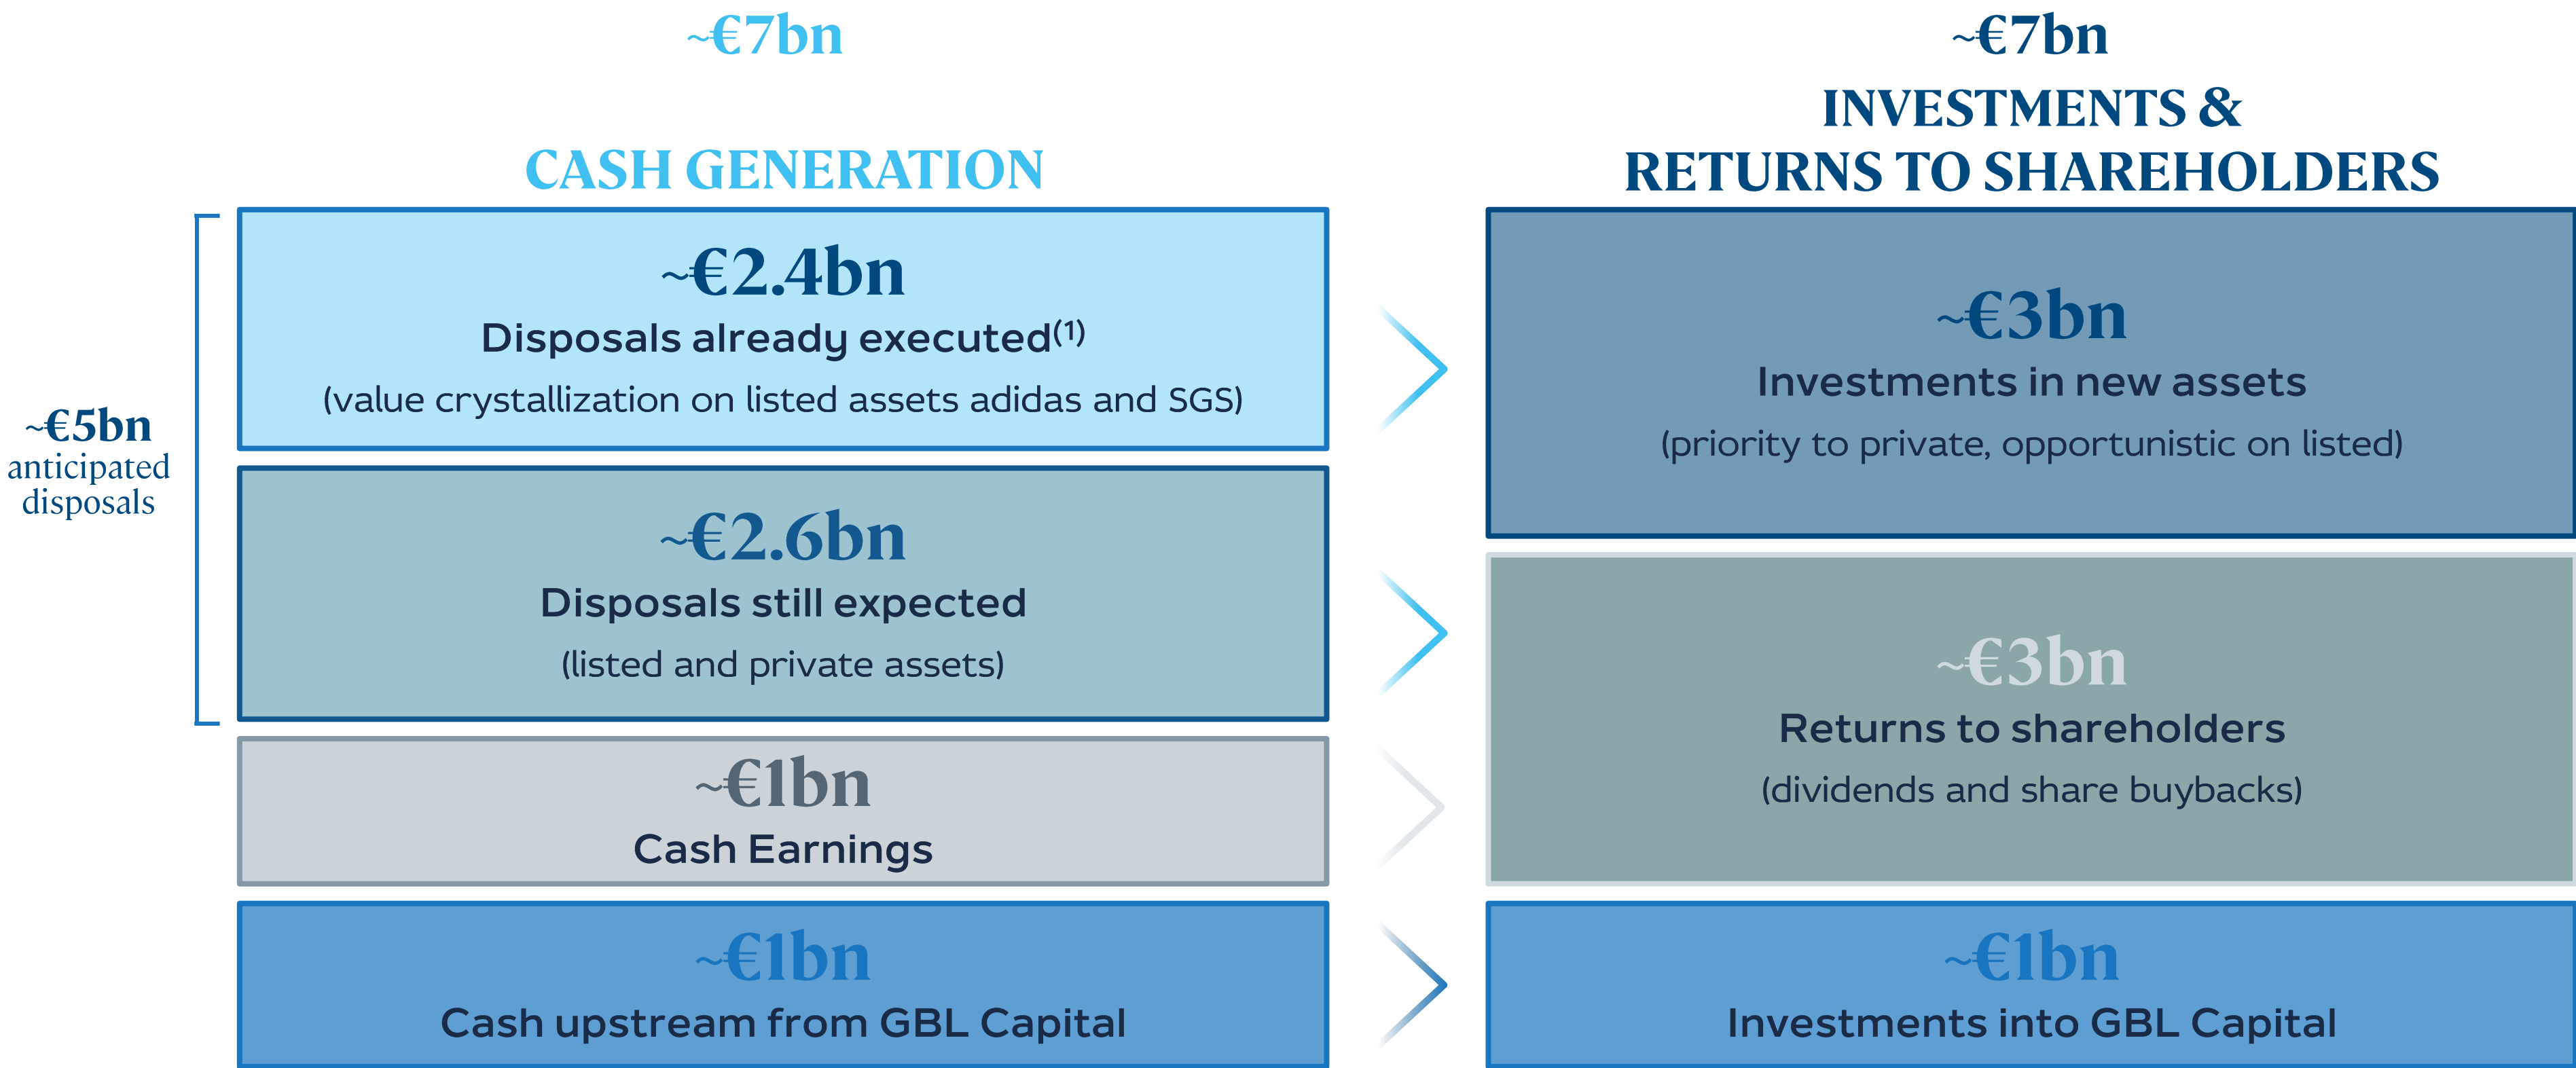 ~€7bn
CASH GENERATION
~€5bn
anticipated
disposals
~€2.4bn
Disposals already executed(1)
(value crystallization on listed assets adidas and SGS)
~€2.6bn
Disposals still expected
(listed and private assets)
~€1bn
Cash Earnings
~€1bn
Cash upstream from GBL Capital
~€7bn
INVESTMENTS &
RETURNS TO SHAREHOLDERS
~€3bn
Investments in new assets
(priority to private, opportunistic on listed)
~€3bn
Returns to shareholders
(dividends and share buybacks)
~€1bn
Investments into GBL Capital